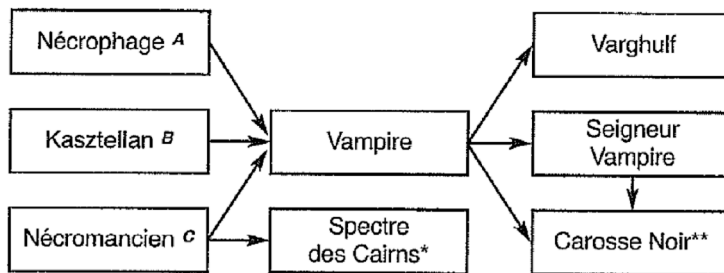 Nécrophage A
Varghulf
Kasztellan B
Vampire
Seigneur
Vampire
Nécromancien C
Spectre
des Cairns*
Carosse Noir**